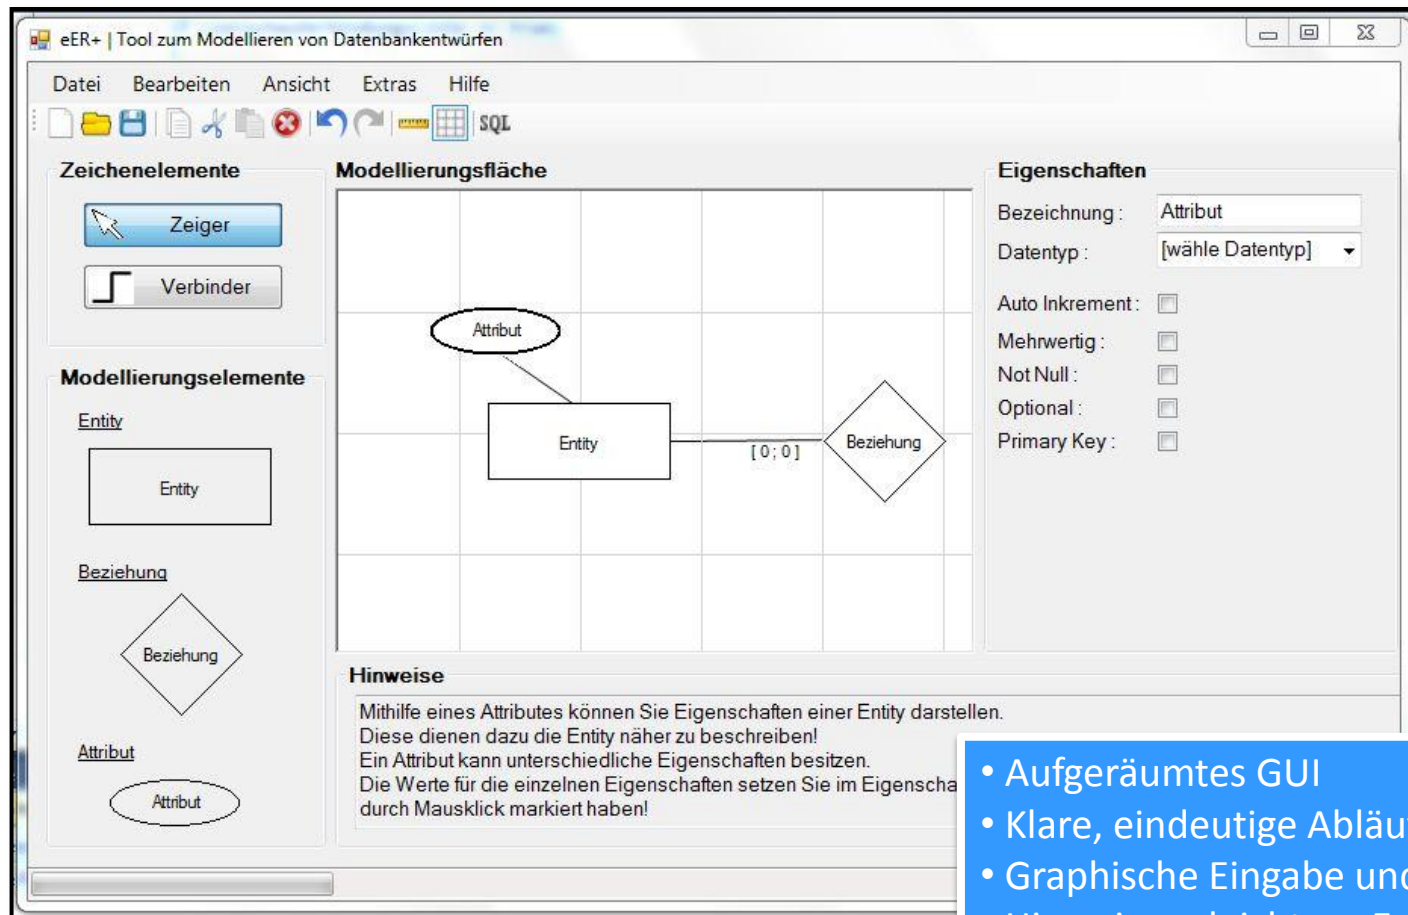 eER+ | Tool zum Modellieren von Datenbankentwürfen
Datei Bearbeiten Ansicht Extras Hilfe
SQL
Zeichenelemente
Zeiger
Verbinder
Modellierungselemente
Entity
Entity
Beziehung
Beziehung
Attribut
Attribut
Modellierungsfläche
Attribut
Entity
[ 0 ; 0 ]
Beziehung
Eigenschaften
Bezeichnung : Attribut
Datentyp : [wähle Datentyp]
Auto Inkrement :
Mehrwertig :
Not Null :
Optional :
Primary Key :
Hinweise
Mithilfe eines Attributes können Sie Eigenschaften einer Entity darstellen.
Diese dienen dazu die Entity näher zu beschreiben!
Ein Attribut kann unterschiedliche Eigenschaften besitzen.
Die Werte für die einzelnen Eigenschaften setzen Sie im Eigenscha
durch Mausklick markiert haben!
• Aufgeräumtes GUI
• Klare, eindeutige Abläu
• Graphische Eingabe und